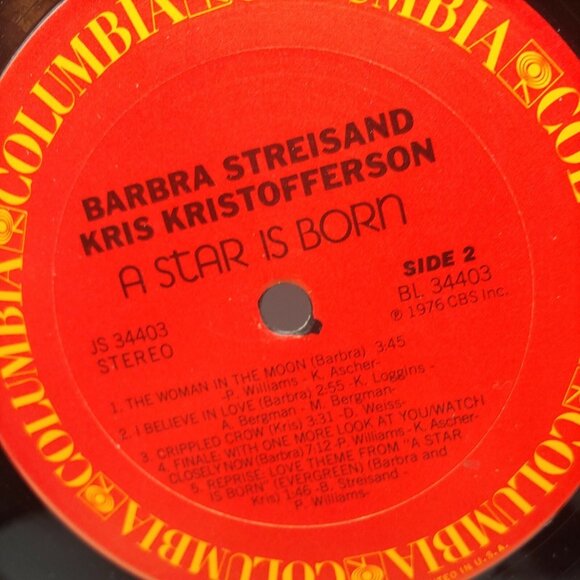 COLUMBIA
COLUMBIA
COLUMBIA
COLUMBIA
COLUMBIA
COLUMBIA
BARBRA STREISAND
KRIS KRISTOFFERSON
A STAR IS BORN
SIDE 2
JS 34403
BL 34403
STEREO
℗ 1976 CBS Inc.
1. THE WOMAN IN THE MOON (Barbra) 3:45
-P. Williams - K. Ascher-
2. I BELIEVE IN LOVE (Barbra) 2:55 -K. Loggins -
A. Bergman - M. Bergman-
3. CRIPPLED CROW (Kris) 3:31 -D. Weiss-
4. FINALE: WITH ONE MORE LOOK AT YOU/WATCH
CLOSELY NOW (Barbra) 7:12 -P. Williams -K. Ascher-
5. REPRISE: LOVE THEME FROM "A STAR
IS BORN" (EVERGREEN) (Barbra and
Kris) 1:46 -B. Streisand -
P. Williams-
IN U.S.A.